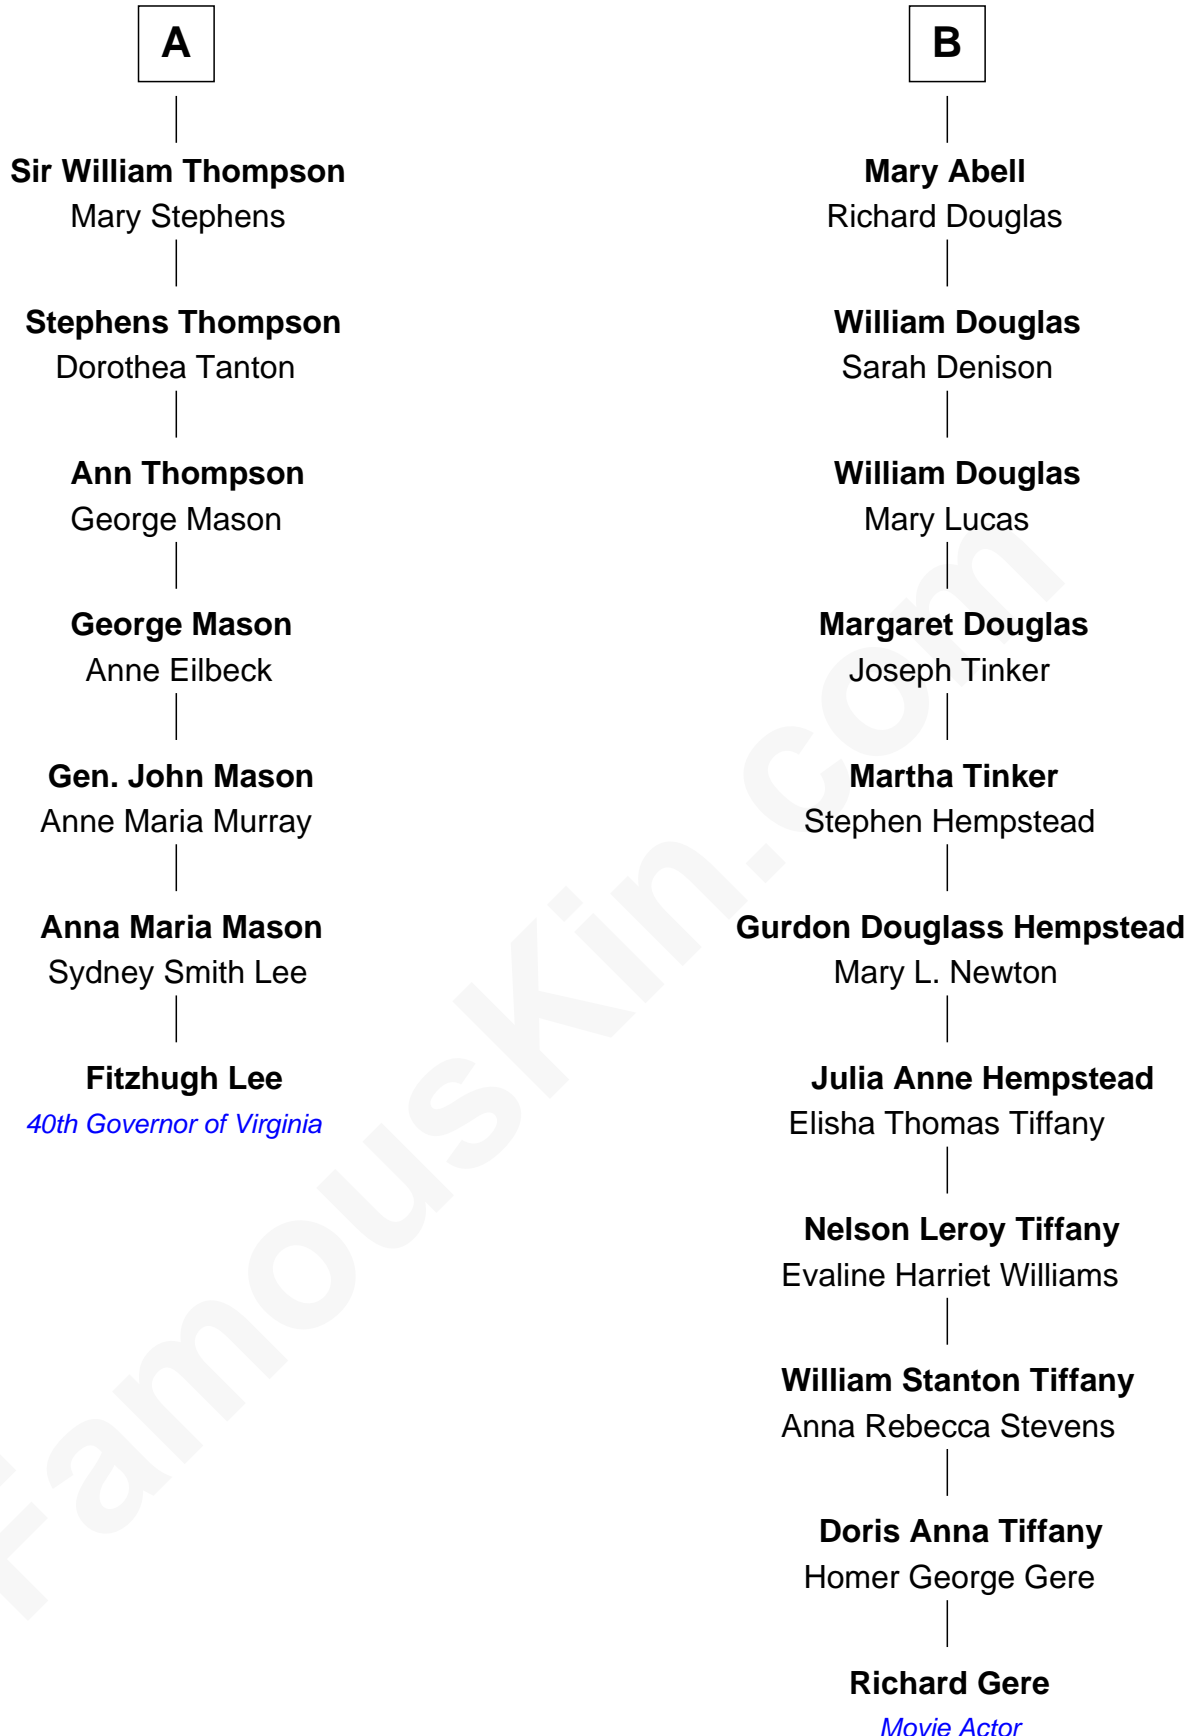 A
Sir William Thompson
Mary Stephens
Stephens Thompson
Dorothea Tanton
Ann Thompson
George Mason
George Mason
Anne Eilbeck
Gen. John Mason
Anne Maria Murray
Anna Maria Mason
Sydney Smith Lee
Fitzhugh Lee
40th Governor of Virginia
B
Mary Abell
Richard Douglas
William Douglas
Sarah Denison
William Douglas
Mary Lucas
Margaret Douglas
Joseph Tinker
Martha Tinker
Stephen Hempstead
Gurdon Douglass Hempstead
Mary L. Newton
Julia Anne Hempstead
Elisha Thomas Tiffany
Nelson Leroy Tiffany
Evaline Harriet Williams
William Stanton Tiffany
Anna Rebecca Stevens
Doris Anna Tiffany
Homer George Gere
Richard Gere
Movie Actor
FamousKin.com